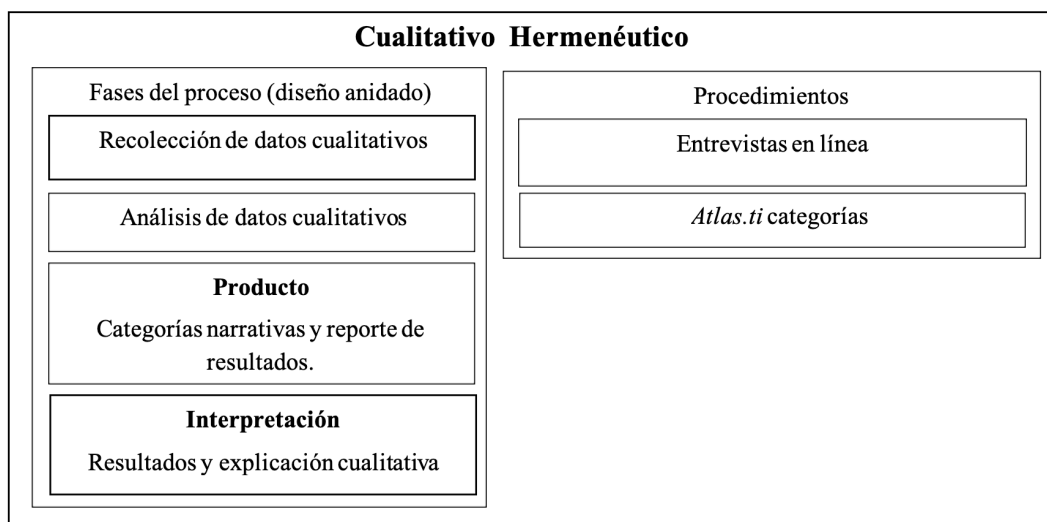 Cualitativo Hermenéutico
Fases del proceso (diseño anidado)
Recolección de datos cualitativos
Análisis de datos cualitativos
Producto
Categorías narrativas y reporte de
resultados.
Interpretación
Resultados y explicación cualitativa
Procedimientos
Entrevistas en línea
Atlas.ti categorías